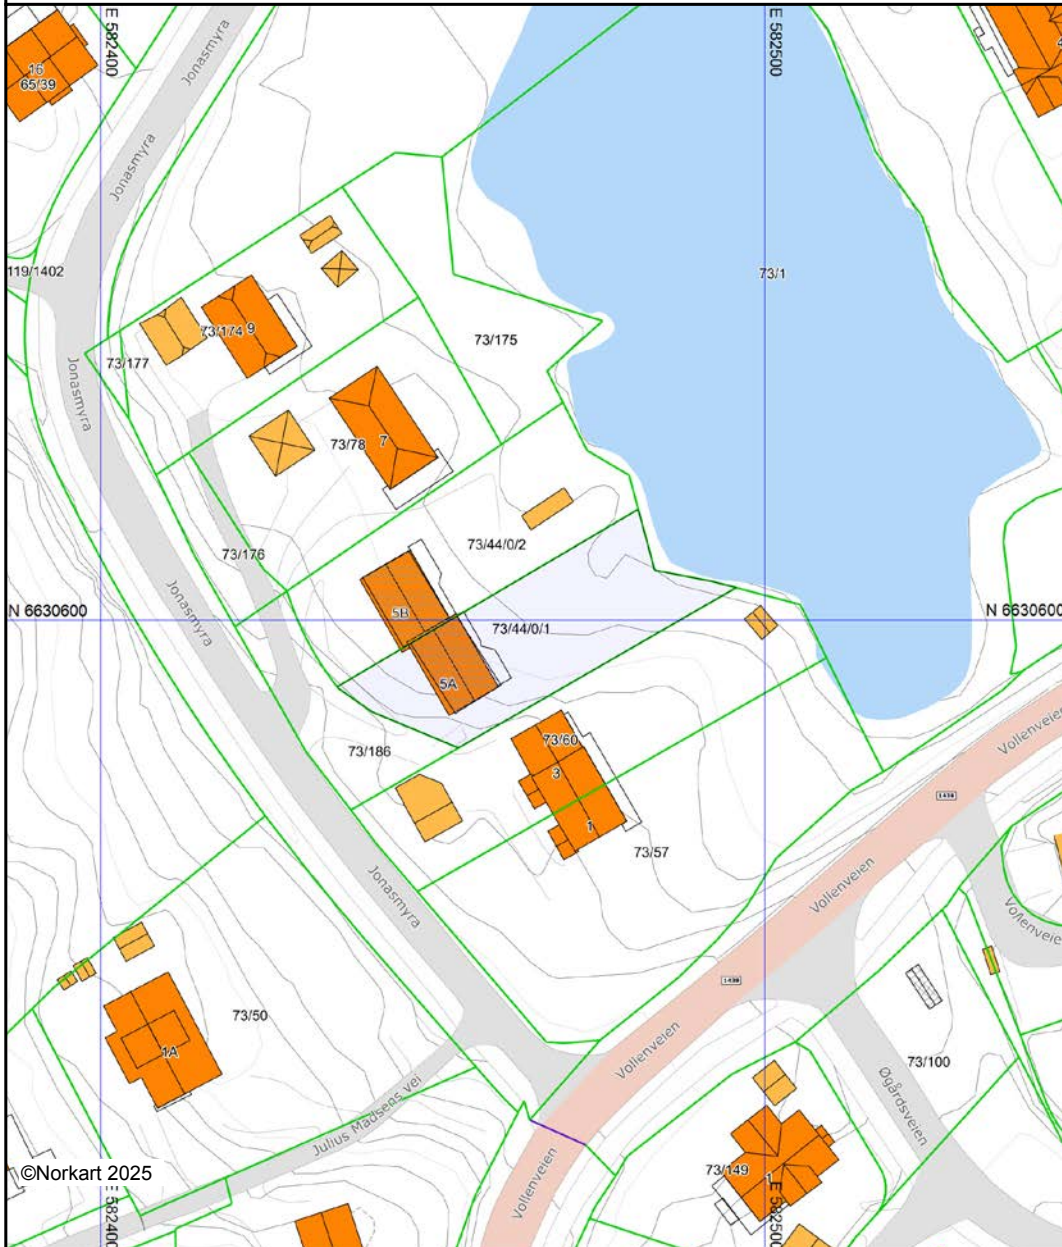 E 582400
E 582500
16
65/39
Jonasmyra
4
Jonasmyra
119/1402
73/1
73/174
9
73/175
73/177
Jonasmyra
73/78
7
73/44/0/2
73/176
N 6630600
N 6630600
5B
73/44/0/1
Jonasmyra
5A
73/186
73/60
3
Vollenveien
1438
1
73/57
Vollenveien
Jonasmyra
Vollenveien
1438
73/50
Vollenveien
1A
73/100
Øgårdsveien
Julius Madsens vei
©Norkart 2025
Vollenveien
73/149
1
E 582400
E 582500